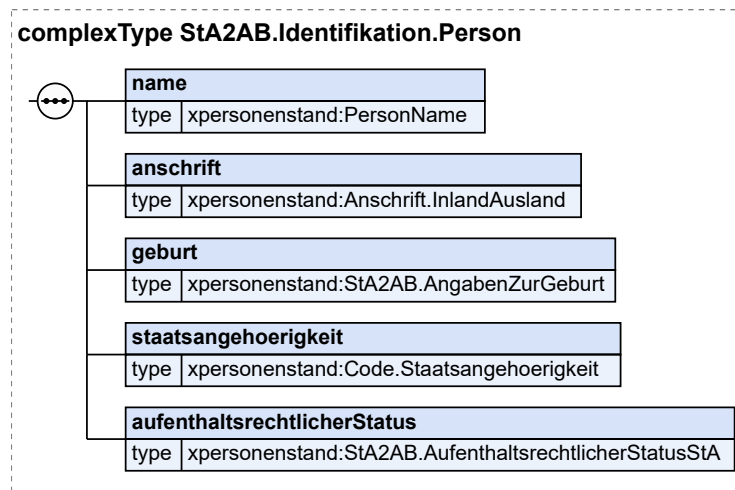 complexType StA2AB.Identifikation.Person
name
type xpersonenstand:PersonName
anschrift
type xpersonenstand:Anschrift.InlandAusland
geburt
type xpersonenstand:StA2AB.AngabenZurGeburt
staatsangehoerigkeit
type xpersonenstand:Code.Staatsangehoerigkeit
aufenthaltsrechtlicherStatus
type xpersonenstand:StA2AB.AufenthaltsrechtlicherStatusStA